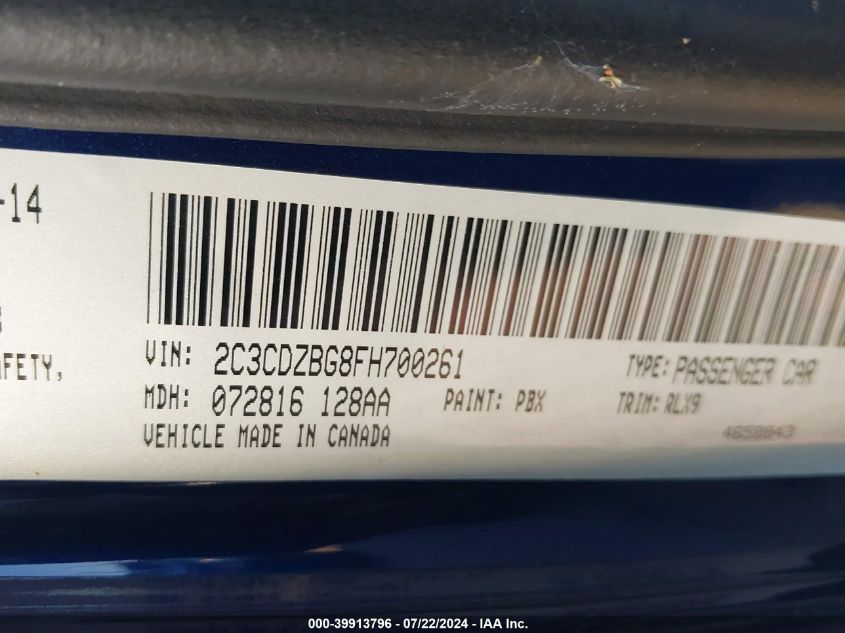 -14
AFETY,
VIN: 2C3CDZBG8FH700261
TYPE: PASSENGER CAR
MDH: 072816 128AA
PAINT: PBX
TRIM: RLX9
VEHICLE MADE IN CANADA
4650843
000-39913796 - 07/22/2024 - IAA Inc.